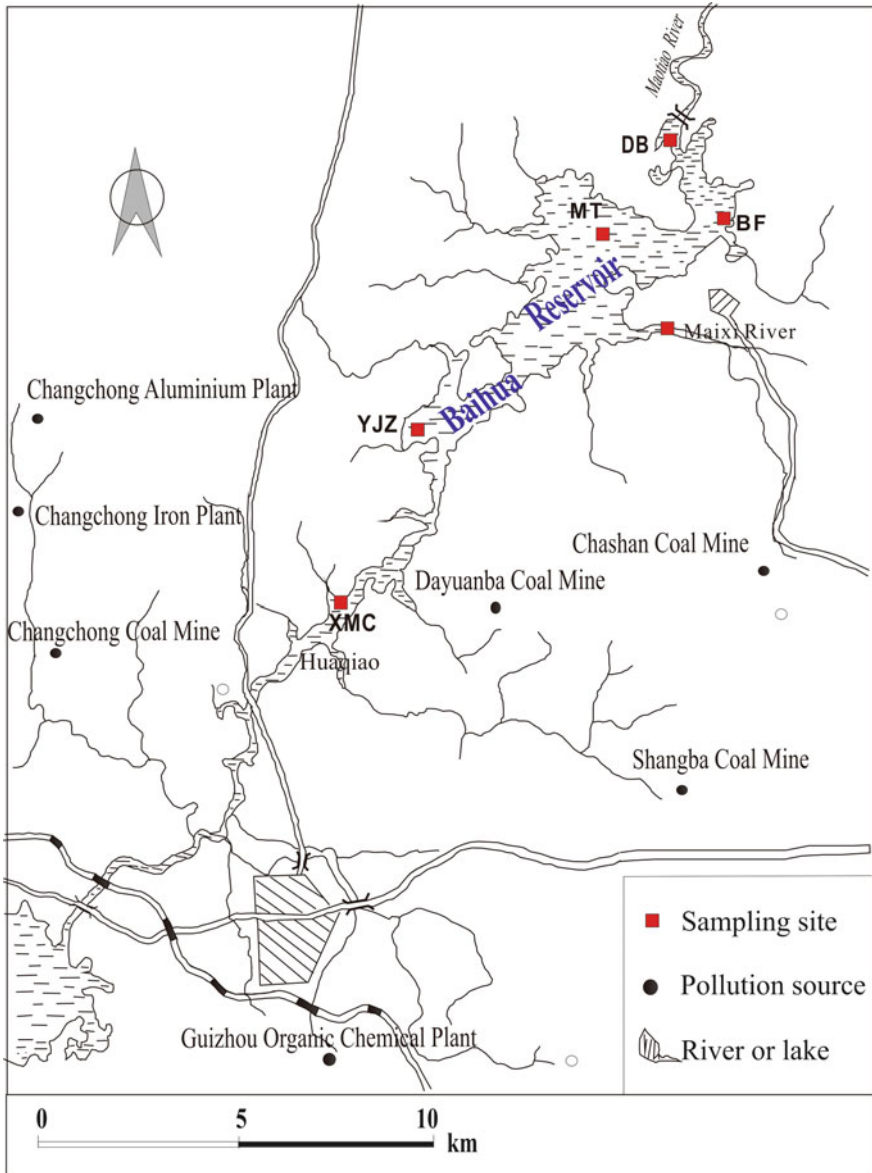 Maotiao River
DB
MT
BF
Reservoir
Maixi River
Baihua
Changchong Aluminium Plant
YJZ
Changchong Iron Plant
Chashan Coal Mine
Dayuanba Coal Mine
XMC
Changchong Coal Mine
Huaqiao
Shangba Coal Mine
Sampling site
Pollution source
Guizhou Organic Chemical Plant
River or lake
0 5 10
km